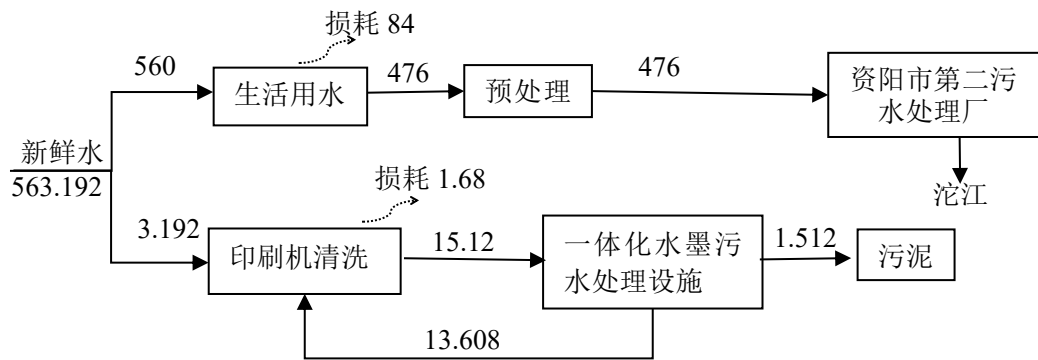 损耗 84
560
生活用水
476
预处理
476
资阳市第二污
水处理厂
新鲜水
563.192
沱江
损耗 1.68
3.192
印刷机清洗
15.12
一体化水墨污
水处理设施
1.512
污泥
13.608